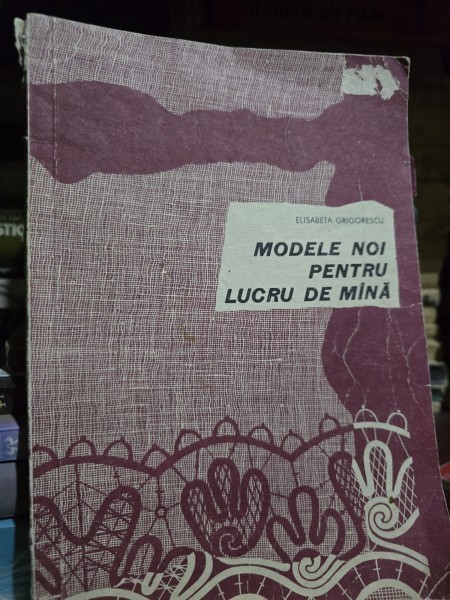 ELISABETA GRIGORESCU
MODELE NOI
PENTRU
LUCRU DE MÎNĂ